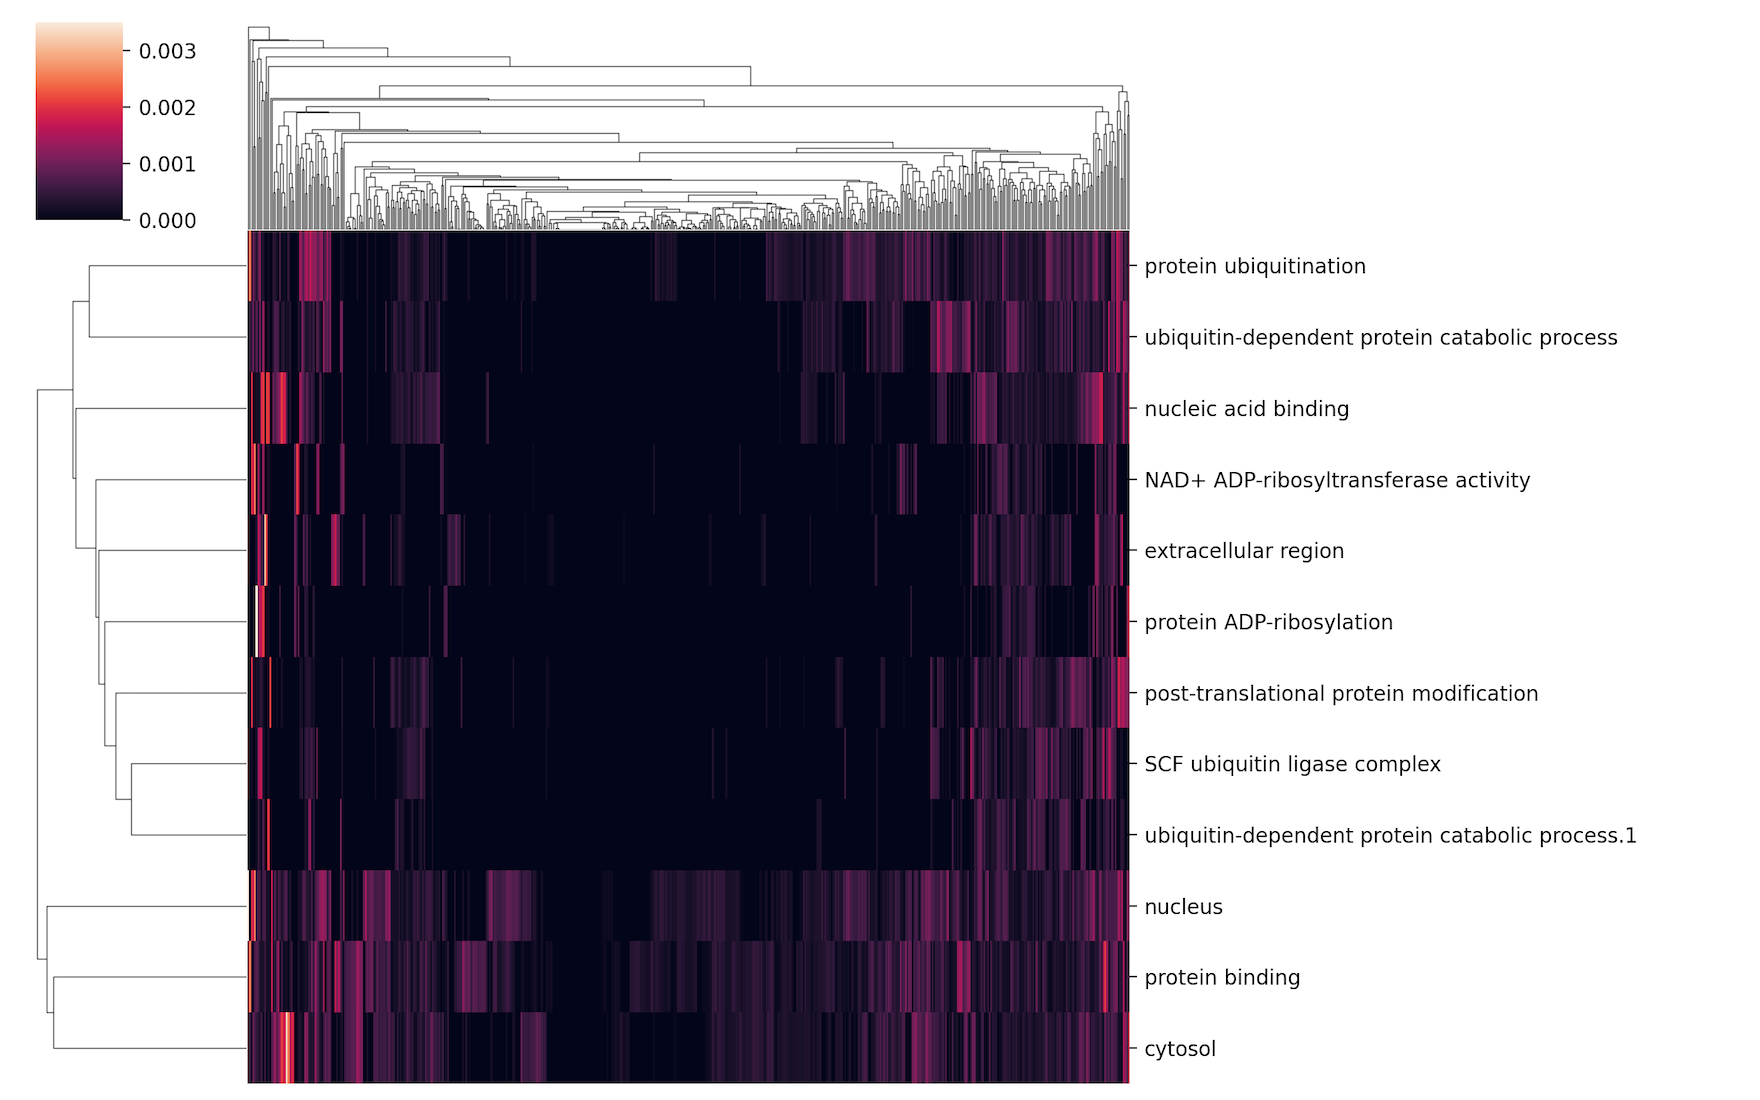 0.003
0.002
0.001
0.000
protein ubiquitination
ubiquitin-dependent protein catabolic process
nucleic acid binding
NAD+ ADP-ribosyltransferase activity
extracellular region
protein ADP-ribosylation
post-translational protein modification
SCF ubiquitin ligase complex
ubiquitin-dependent protein catabolic process.1
nucleus
protein binding
cytosol